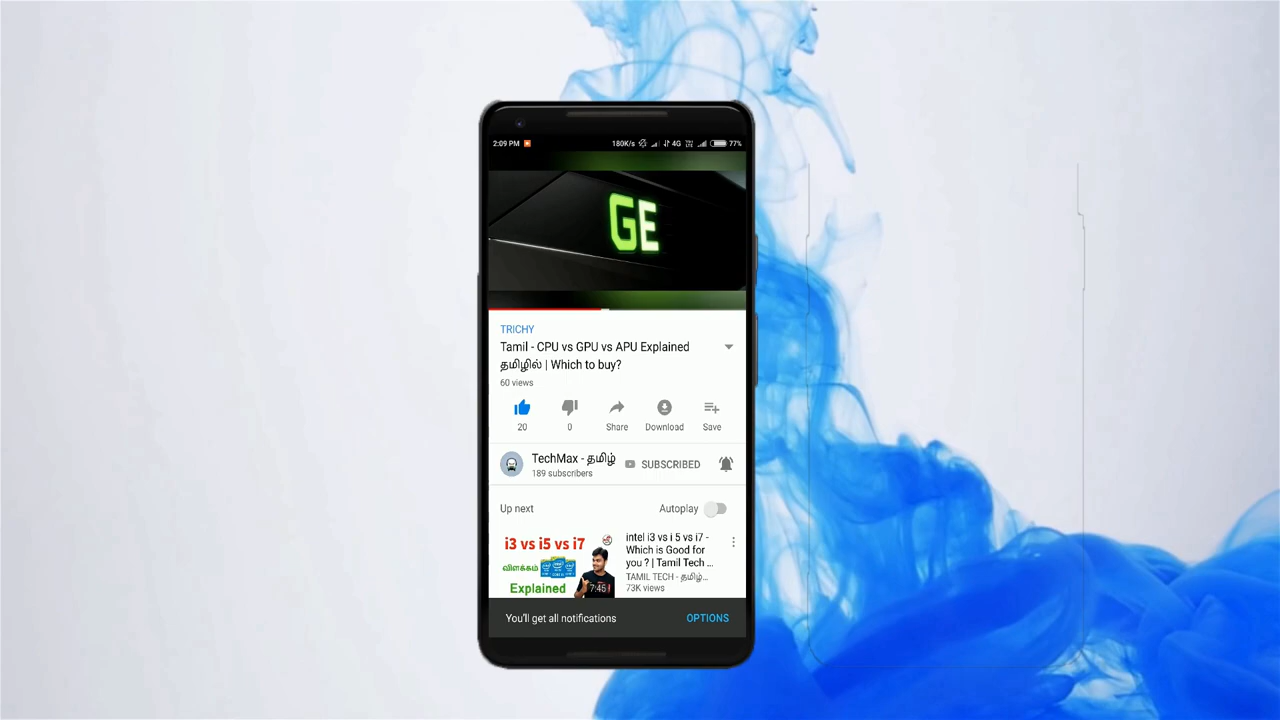 2:09 PM 180K/s 4G 77%
GE
TRICHY
Tamil - CPU vs GPU vs APU Explained
தமிழில் | Which to buy?
60 views
20 0 Share Download Save
TechMax - தமிழ்
189 subscribers
SUBSCRIBED
Up next Autoplay
i3 vs i5 vs i7
விளக்கம்
Explained
7:45
intel i3 vs i 5 vs i7 -
Which is Good for
you ? | Tamil Tech ...
TAMIL TECH - தமிழ்...
73K views
You'll get all notifications OPTIONS